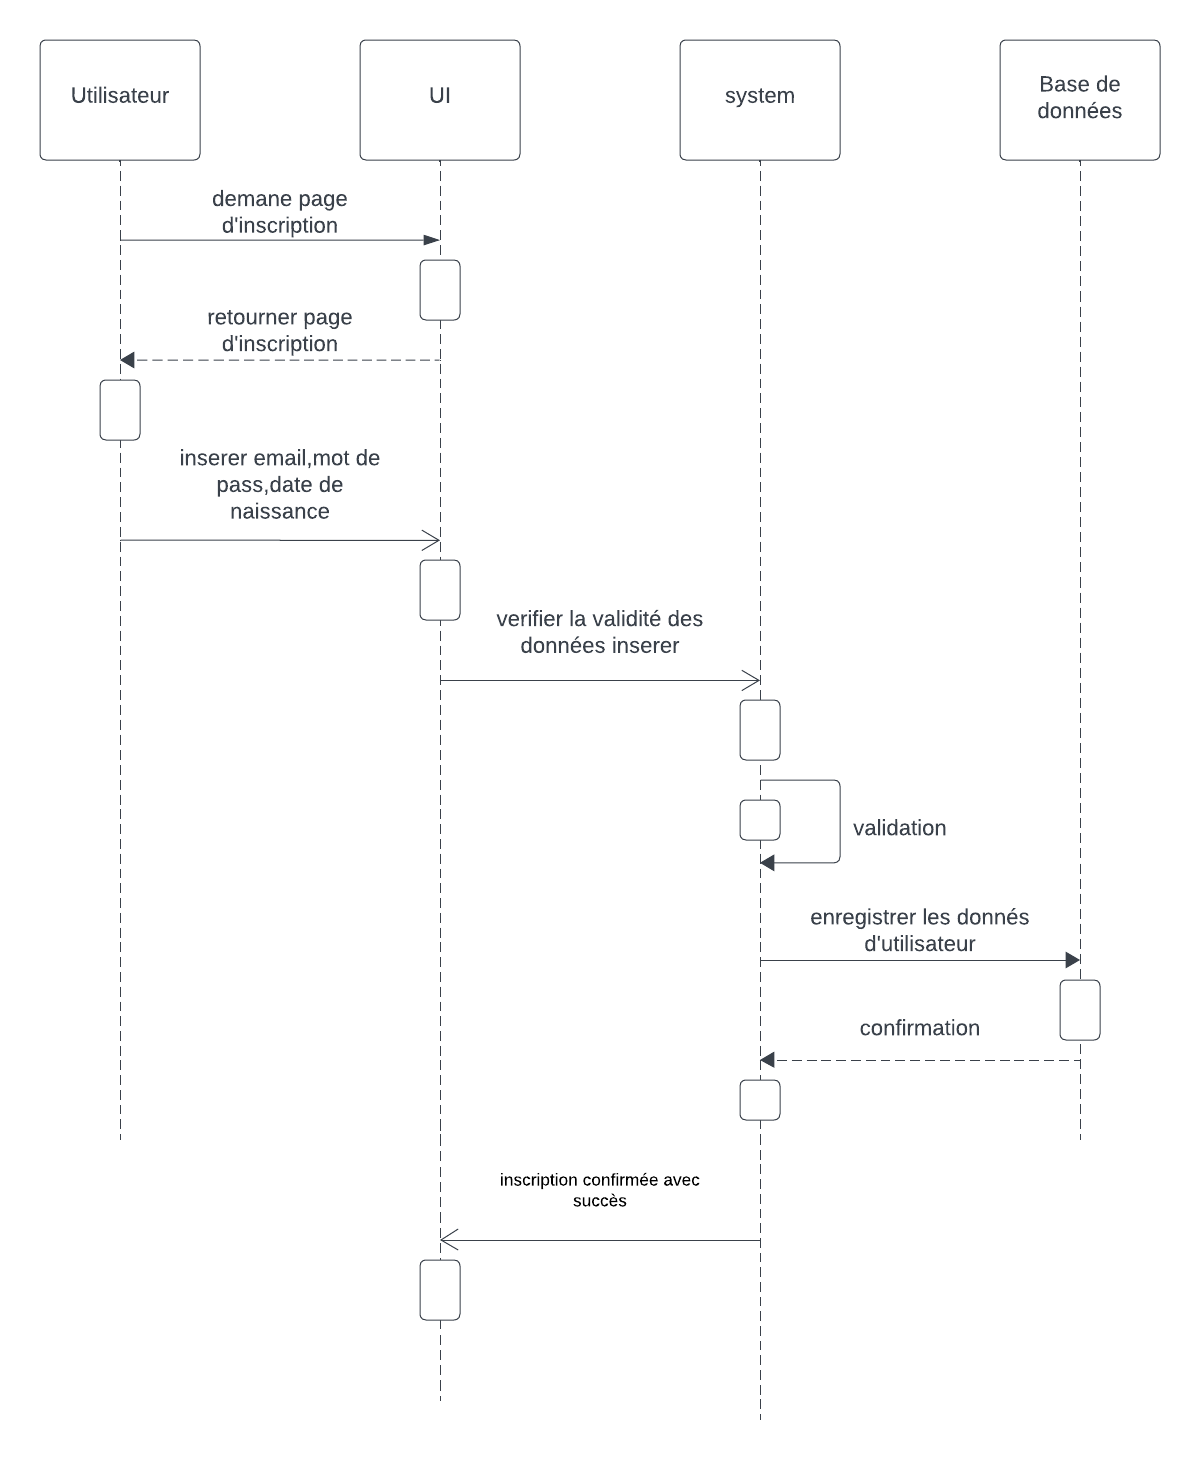 Utilisateur
UI
system
Base de
données
demane page
d'inscription
retourner page
d'inscription
inserer email,mot de
pass,date de
naissance
verifier la validité des
données inserer
validation
enregistrer les donnés
d'utilisateur
confirmation
inscription confirmée avec
succès